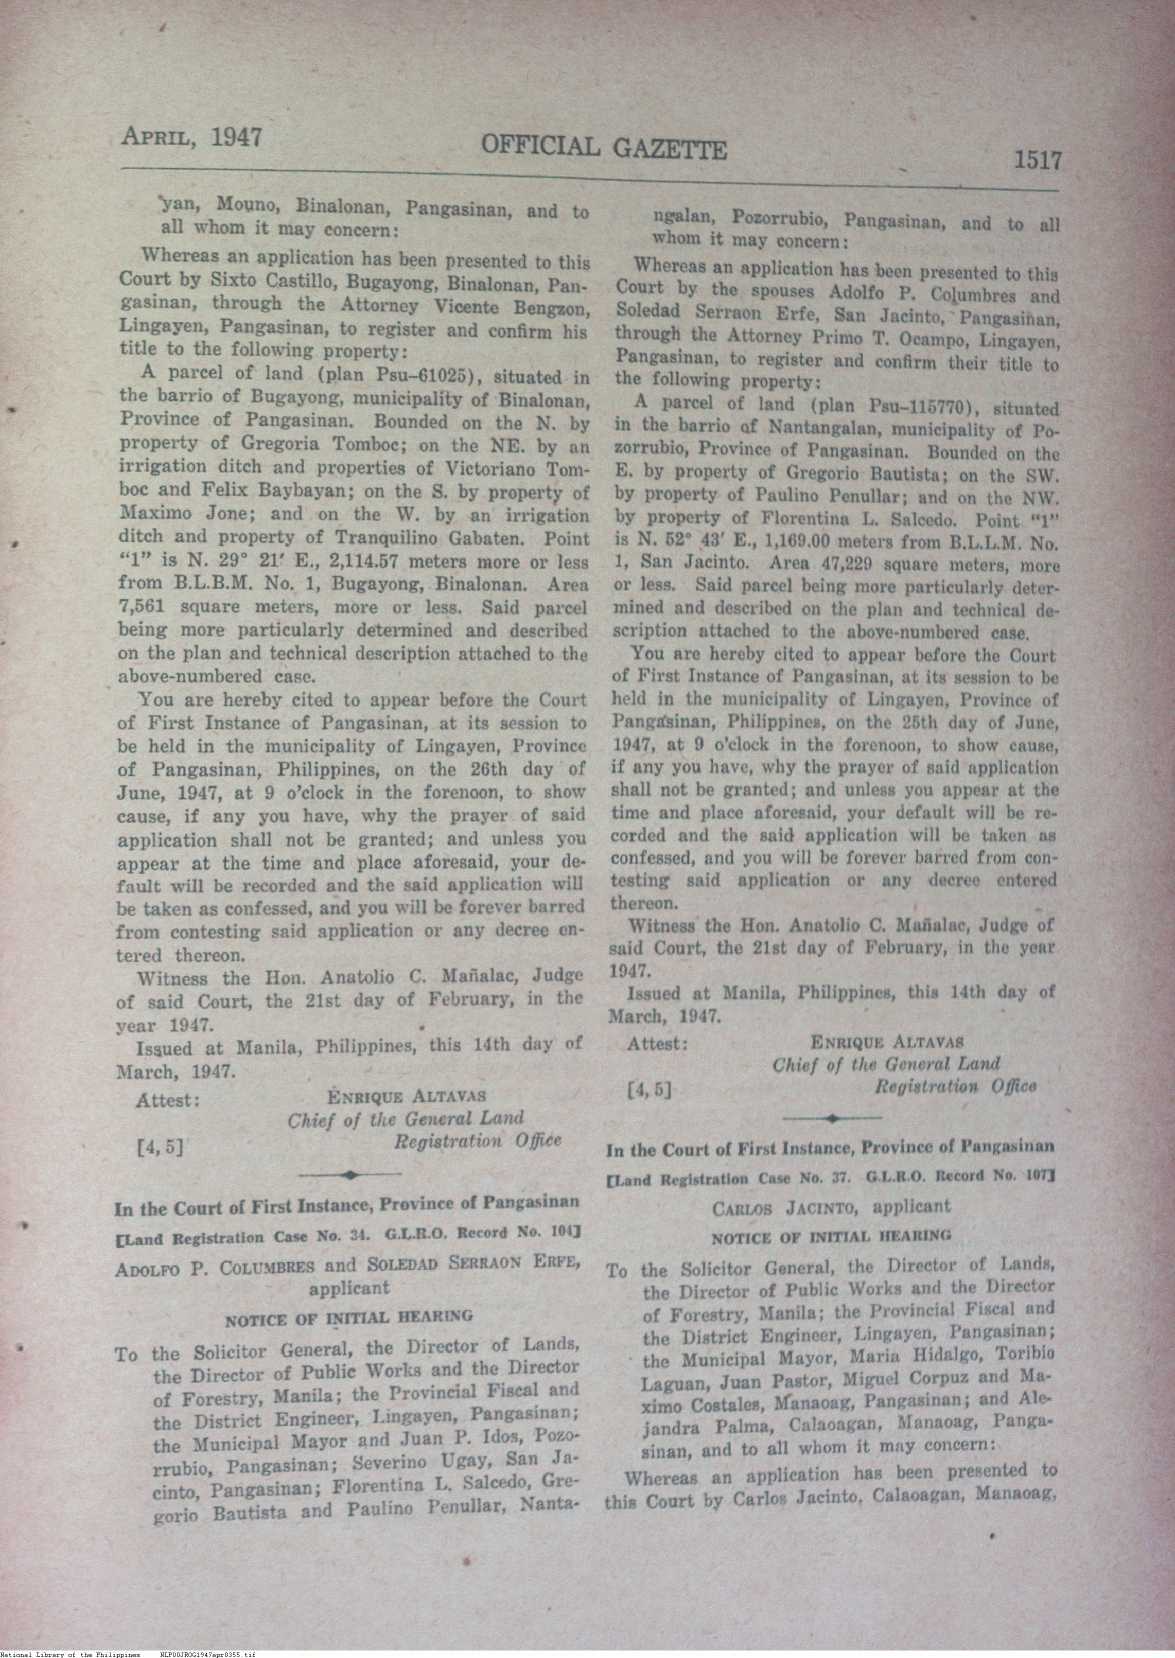 APRIL, 1947
OFFICIAL GAZETTE
1517
yan, Mouno, Binalonan, Pangasinan, and to
all whom it may concern:
Whereas an application has been presented to this
Court by Sixto Castillo, Bugayong, Binalonan, Pan-
gasinan, through the Attorney Vicente Bengzon,
Lingayen, Pangasinan, to register and confirm his
title to the following property:
A parcel of land (plan Psu–61025), situated in
the barrio of Bugayong, municipality of Binalonan,
Province of Pangasinan. Bounded on the N. by
property of Gregoria Tomboc; on the NE. by an
irrigation ditch and properties of Victoriano Tom-
boc and Felix Baybayan; on the S. by property of
Maximo Jone; and on the W. by an irrigation
ditch and property of Tranquilino Gabaten. Point
“1” is N. 29° 21′ E., 2,114.57 meters more or less
from B.L.B.M. No. 1, Bugayong, Binalonan. Area
7,561 square meters, more or less. Said parcel
being more particularly determined and described
on the plan and technical description attached to the
above-numbered case.
You are hereby cited to appear before the Court
of First Instance of Pangasinan, at its session to
be held in the municipality of Lingayen, Province
of Pangasinan, Philippines, on the 26th day of
June, 1947, at 9 o'clock in the forenoon, to show
cause, if any you have, why the prayer of said
application shall not be granted; and unless you
appear at the time and place aforesaid, your de-
fault will be recorded and the said application will
be taken as confessed, and you will be forever barred
from contesting said application or any decree en-
tered thereon.
Witness the Hon. Anatolio C. Mañalac, Judge
of said Court, the 21st day of February, in the
year 1947.
Issued at Manila, Philippines, this 14th day of
March, 1947.
Attest: ENRIQUE ALTAVAS
Chief of the General Land
[4, 5] Registration Office
In the Court of First Instance, Province of Pangasinan
[Land Registration Case No. 34. G.L.R.O. Record No. 104]
ADOLFO P. COLUMBRES and SOLEDAD SERRAON ERFE,
applicant
NOTICE OF INITIAL HEARING
To the Solicitor General, the Director of Lands,
the Director of Public Works and the Director
of Forestry, Manila; the Provincial Fiscal and
the District Engineer, Lingayen, Pangasinan;
the Municipal Mayor and Juan P. Idos, Pozo-
rrubio, Pangasinan; Severino Ugay, San Ja-
cinto, Pangasinan; Florentina L. Salcedo, Gre-
gorio Bautista and Paulino Penullar, Nanta-
ngalan, Pozorrubio, Pangasinan, and to all
whom it may concern:
Whereas an application has been presented to this
Court by the spouses Adolfo P. Columbres and
Soledad Serraon Erfe, San Jacinto, Pangasinan,
through the Attorney Primo T. Ocampo, Lingayen,
Pangasinan, to register and confirm their title to
the following property:
A parcel of land (plan Psu–115770), situated
in the barrio of Nantangalan, municipality of Po-
zorrubio, Province of Pangasinan. Bounded on the
E. by property of Gregorio Bautista; on the SW.
by property of Paulino Penullar; and on the NW.
by property of Florentina L. Salcedo. Point “1”
is N. 52° 43′ E., 1,169.00 meters from B.L.L.M. No.
1, San Jacinto. Area 47,229 square meters, more
or less. Said parcel being more particularly deter-
mined and described on the plan and technical de-
scription attached to the above-numbered case.
You are hereby cited to appear before the Court
of First Instance of Pangasinan, at its session to be
held in the municipality of Lingayen, Province of
Pangasinan, Philippines, on the 25th day of June,
1947, at 9 o'clock in the forenoon, to show cause,
if any you have, why the prayer of said application
shall not be granted; and unless you appear at the
time and place aforesaid, your default will be re-
corded and the said application will be taken as
confessed, and you will be forever barred from con-
testing said application or any decree entered
thereon.
Witness the Hon. Anatolio C. Mañalac, Judge of
said Court, the 21st day of February, in the year
1947.
Issued at Manila, Philippines, this 14th day of
March, 1947.
Attest: ENRIQUE ALTAVAS
Chief of the General Land
[4, 5] Registration Office
In the Court of First Instance, Province of Pangasinan
[Land Registration Case No. 37. G.L.R.O. Record No. 107]
CARLOS JACINTO, applicant
NOTICE OF INITIAL HEARING
To the Solicitor General, the Director of Lands,
the Director of Public Works and the Director
of Forestry, Manila; the Provincial Fiscal and
the District Engineer, Lingayen, Pangasinan;
the Municipal Mayor, Maria Hidalgo, Toribio
Laguan, Juan Pastor, Miguel Corpuz and Ma-
ximo Costales, Manaoag, Pangasinan; and Ale-
jandra Palma, Calaoagan, Manaoag, Panga-
sinan, and to all whom it may concern:
Whereas an application has been presented to
this Court by Carlos Jacinto, Calaoagan, Manaoag,
National Library of the Philippines NLP00JROG1947apr0355.tif